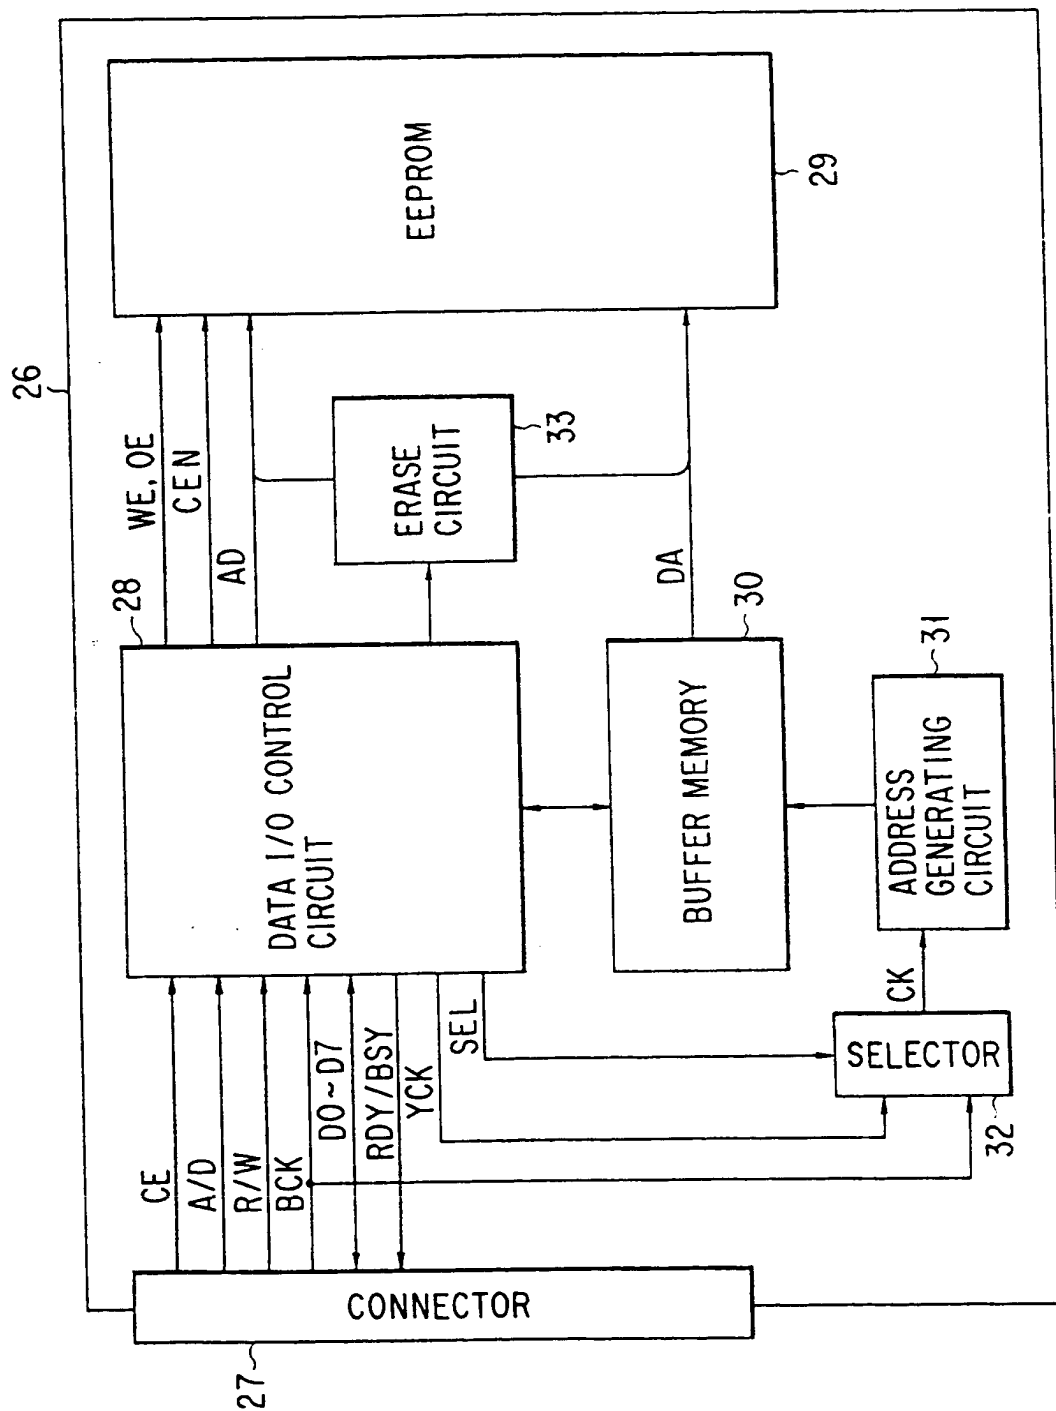 26
27
CONNECTOR
CE
A/D
R/W
BCK
D0~D7
RDY/BSY
YCK
SEL
28
DATA I/O CONTROL
CIRCUIT
WE, OE
CEN
AD
EEPROM
29
ERASE
CIRCUIT
33
DA
BUFFER MEMORY
30
ADDRESS
GENERATING
CIRCUIT
31
CK
SELECTOR
32